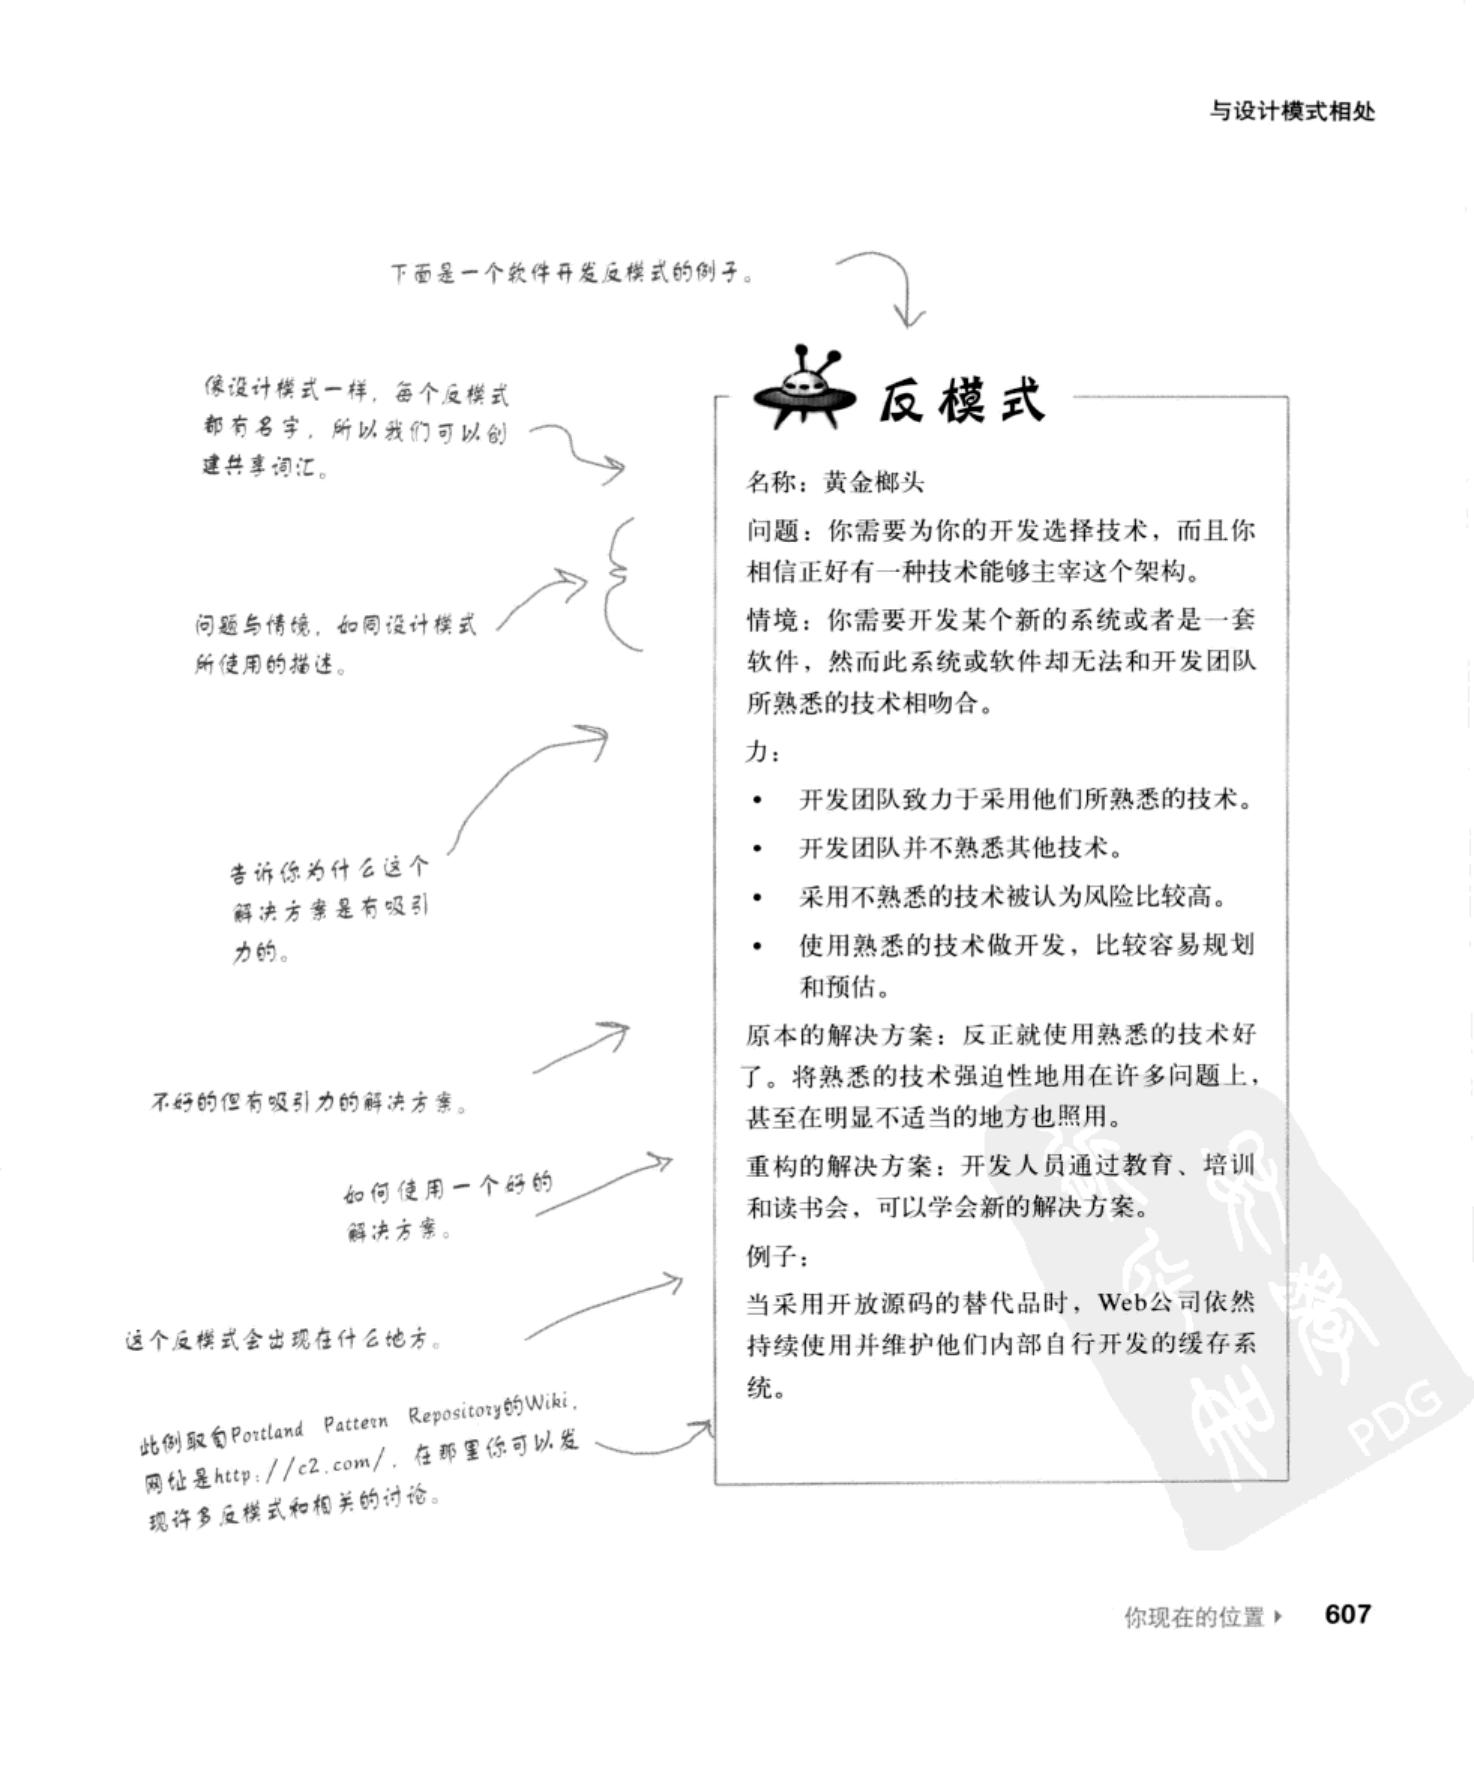 与设计模式相处
下面是一个软件开发反模式的例子。
像设计模式一样，每个反模式
都有名字，所以我们可以创
建共享词汇。
问题与情境，如同设计模式
所使用的描述。
告诉你为什么这个
解决方案是有吸引
力的。
不好的但有吸引力的解决方案。
如何使用一个好的
解决方案。
这个反模式会出现在什么地方。
此例取自Portland Pattern Repository的Wiki，
网址是http://c2.com/，在那里你可以发
现许多反模式和相关的讨论。
反模式
名称：黄金榔头
问题：你需要为你的开发选择技术，而且你
相信正好有一种技术能够主宰这个架构。
情境：你需要开发某个新的系统或者是一套
软件，然而此系统或软件却无法和开发团队
所熟悉的技术相吻合。
力：
• 开发团队致力于采用他们所熟悉的技术。
• 开发团队并不熟悉其他技术。
• 采用不熟悉的技术被认为风险比较高。
• 使用熟悉的技术做开发，比较容易规划
和预估。
原本的解决方案：反正就使用熟悉的技术好
了。将熟悉的技术强迫性地用在许多问题上，
甚至在明显不适当的地方也照用。
重构的解决方案：开发人员通过教育、培训
和读书会，可以学会新的解决方案。
例子：
当采用开放源码的替代品时，Web公司依然
持续使用并维护他们内部自行开发的缓存系
统。
PDG
你现在的位置 607